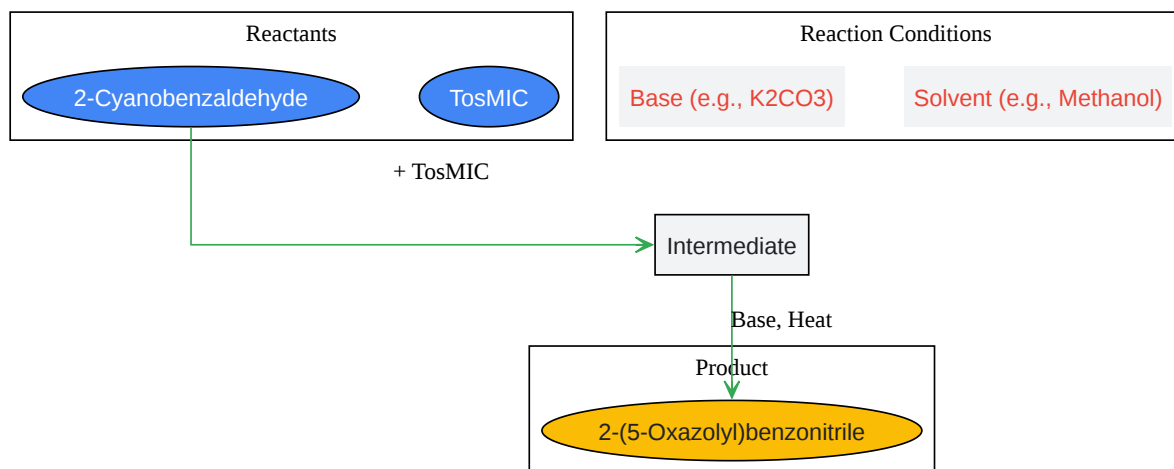 Reactants
Reaction Conditions
2-Cyanobenzaldehyde
TosMIC
Base (e.g., K2CO3)
Solvent (e.g., Methanol)
+ TosMIC
Intermediate
Base, Heat
Product
2-(5-Oxazolyl)benzonitrile